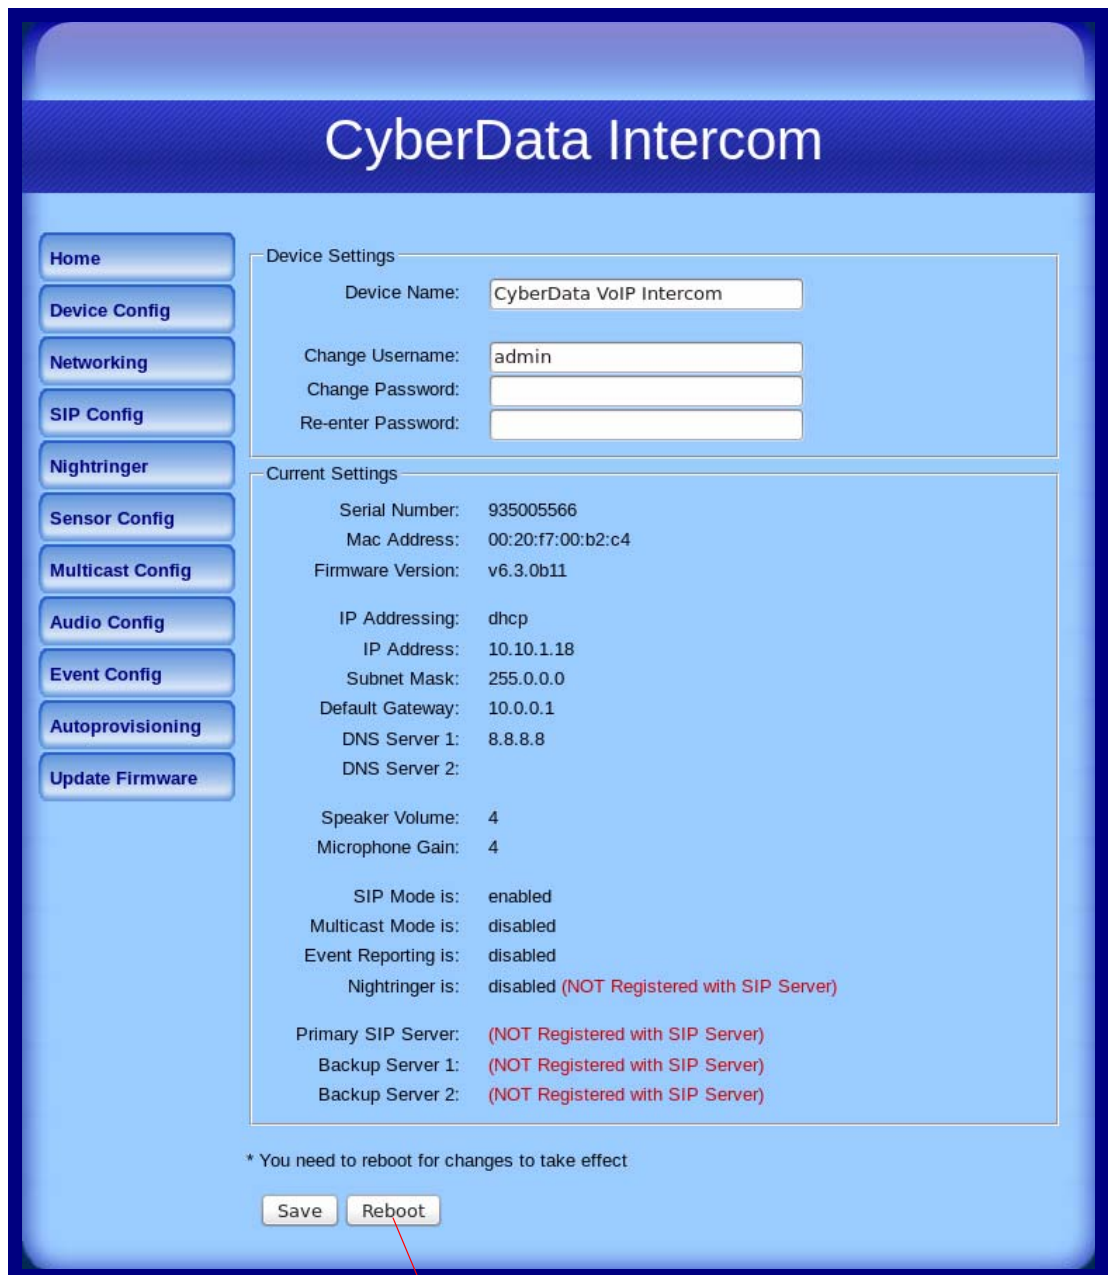 CyberData Intercom
Home
Device Config
Networking
SIP Config
Nightringer
Sensor Config
Multicast Config
Audio Config
Event Config
Autoprovisioning
Update Firmware
Device Settings
Device Name: CyberData VoIP Intercom
Change Username: admin
Change Password:
Re-enter Password:
Current Settings
Serial Number: 935005566
Mac Address: 00:20:f7:00:b2:c4
Firmware Version: v6.3.0b11
IP Addressing: dhcp
IP Address: 10.10.1.18
Subnet Mask: 255.0.0.0
Default Gateway: 10.0.0.1
DNS Server 1: 8.8.8.8
DNS Server 2:
Speaker Volume: 4
Microphone Gain: 4
SIP Mode is: enabled
Multicast Mode is: disabled
Event Reporting is: disabled
Nightringer is: disabled (NOT Registered with SIP Server)
Primary SIP Server: (NOT Registered with SIP Server)
Backup Server 1: (NOT Registered with SIP Server)
Backup Server 2: (NOT Registered with SIP Server)
* You need to reboot for changes to take effect
Save Reboot